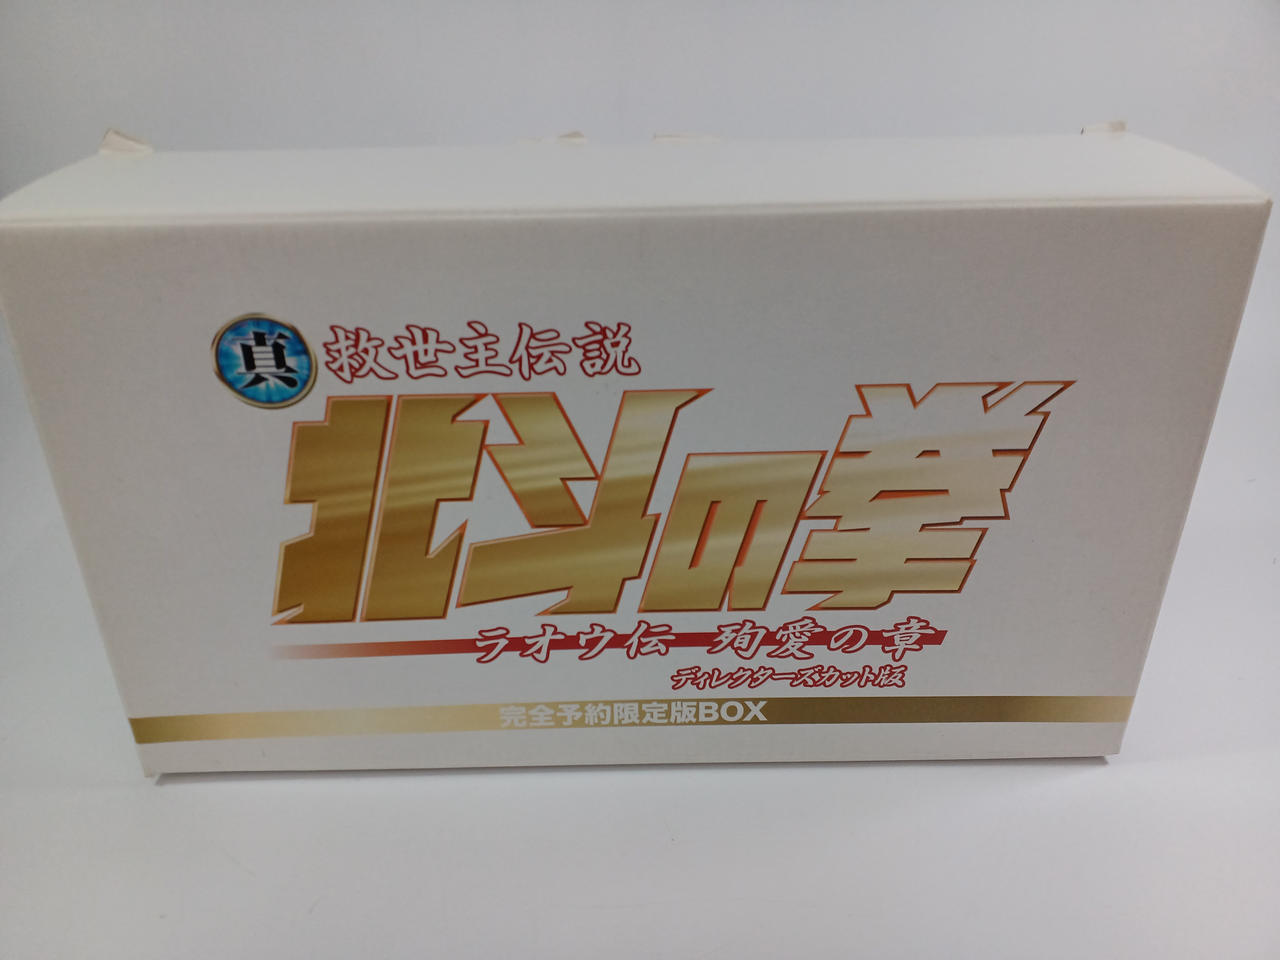 真 救世主伝説
北斗の拳
ラオウ伝 殉愛の章
ディレクターズカット版
完全予約限定版BOX